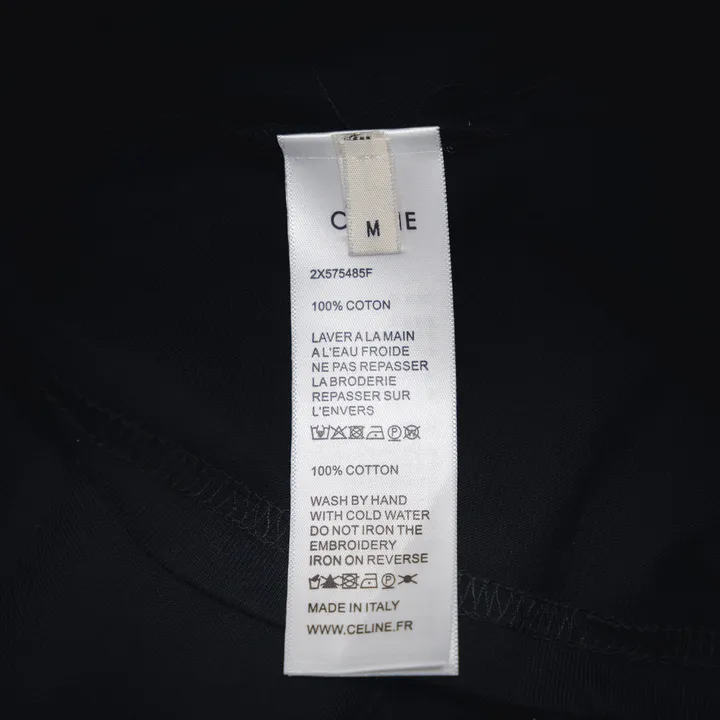 M
2X575485F
100% COTON
LAVER A LA MAIN
A L'EAU FROIDE
NE PAS REPASSER
LA BRODERIE
REPASSER SUR
L'ENVERS
100% COTTON
WASH BY HAND
WITH COLD WATER
DO NOT IRON THE
EMBROIDERY
IRON ON REVERSE
MADE IN ITALY
WWW.CELINE.FR